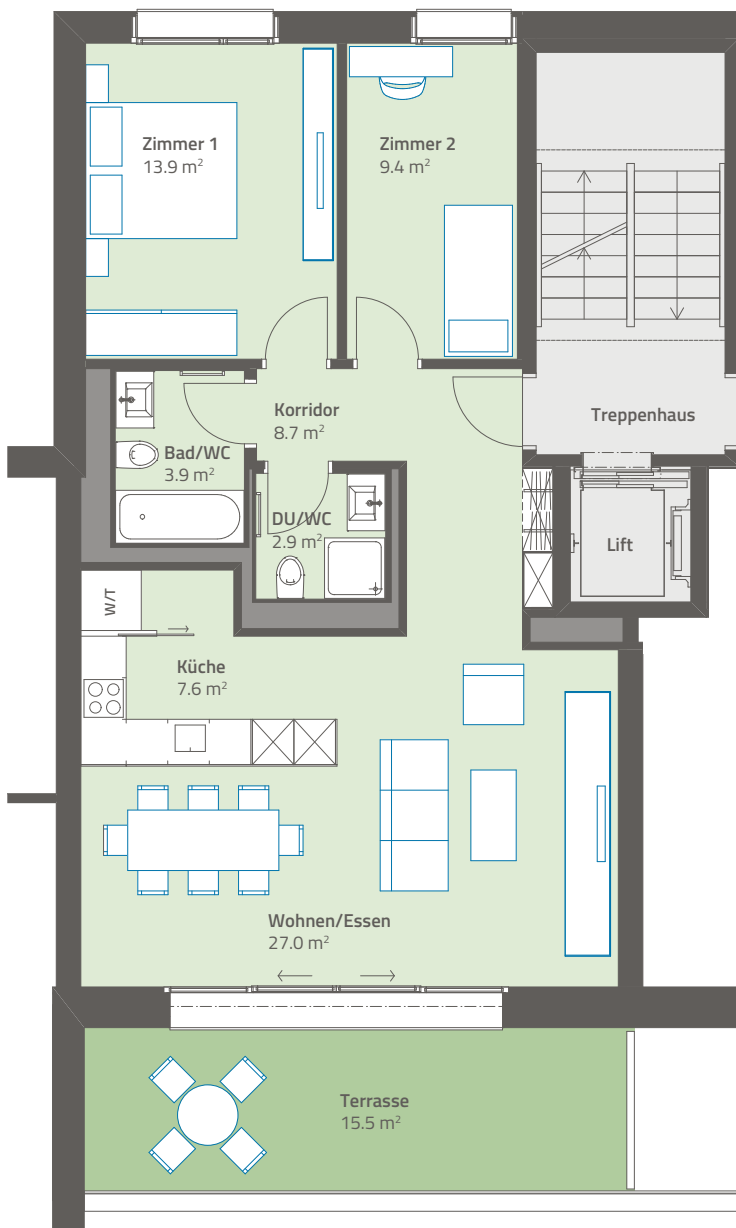 Zimmer 1
13.9 m²
Zimmer 2
9.4 m²
Treppenhaus
Korridor
8.7 m²
Bad/WC
3.9 m²
DU/WC
2.9 m²
Lift
W/T
Küche
7.6 m²
Wohnen/Essen
27.0 m²
Terrasse
15.5 m²